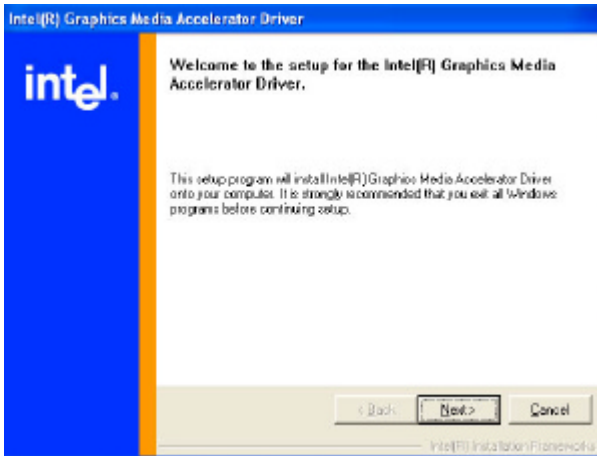 Intel(R) Graphics Media Accelerator Driver
intel.
Welcome to the setup for the Intel(R) Graphics Media
Accelerator Driver.
This setup program will install Intel(R) Graphics Media Accelerator Driver
onto your computer. It is strongly recommended that you exit all Windows
programs before continuing setup.
< Back
Next >
Cancel
Intel(R) Installation Frameworks